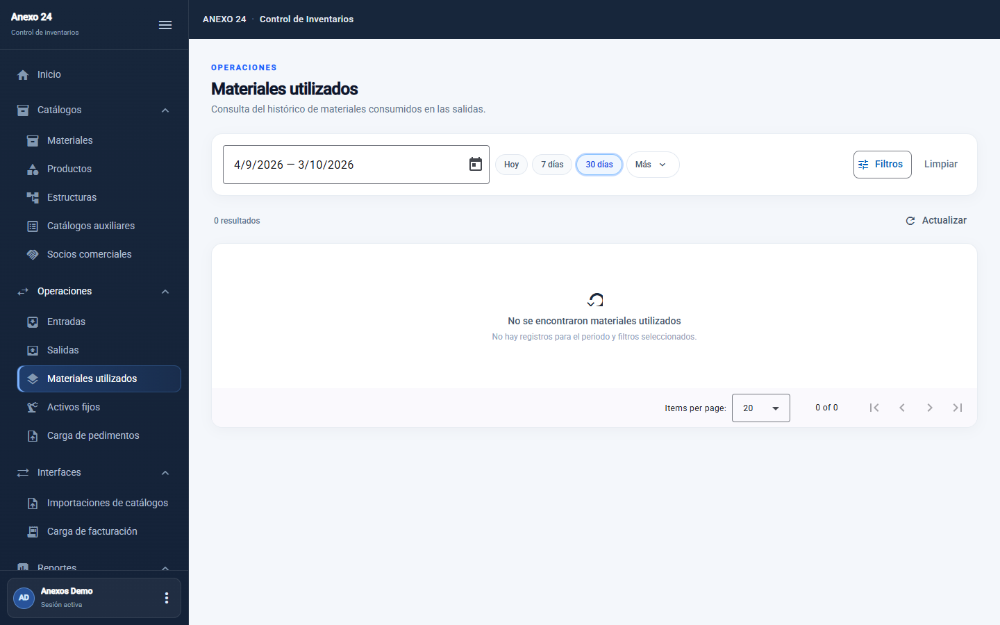 Anexo 24
Control de inventarios
Inicio
Catálogos
Materiales
Productos
Estructuras
Catálogos auxiliares
Socios comerciales
Operaciones
Entradas
Salidas
Materiales utilizados
Activos fijos
Carga de pedimentos
Interfaces
Importaciones de catálogos
Carga de facturación
Reportes
AD
Anexos Demo
Sesión activa
ANEXO 24 · Control de Inventarios
OPERACIONES
Materiales utilizados
Consulta del histórico de materiales consumidos en las salidas.
4/9/2026 — 3/10/2026
Hoy
7 días
30 días
Más
Filtros
Limpiar
0 resultados
Actualizar
No se encontraron materiales utilizados
No hay registros para el periodo y filtros seleccionados.
Items per page: 20
0 of 0